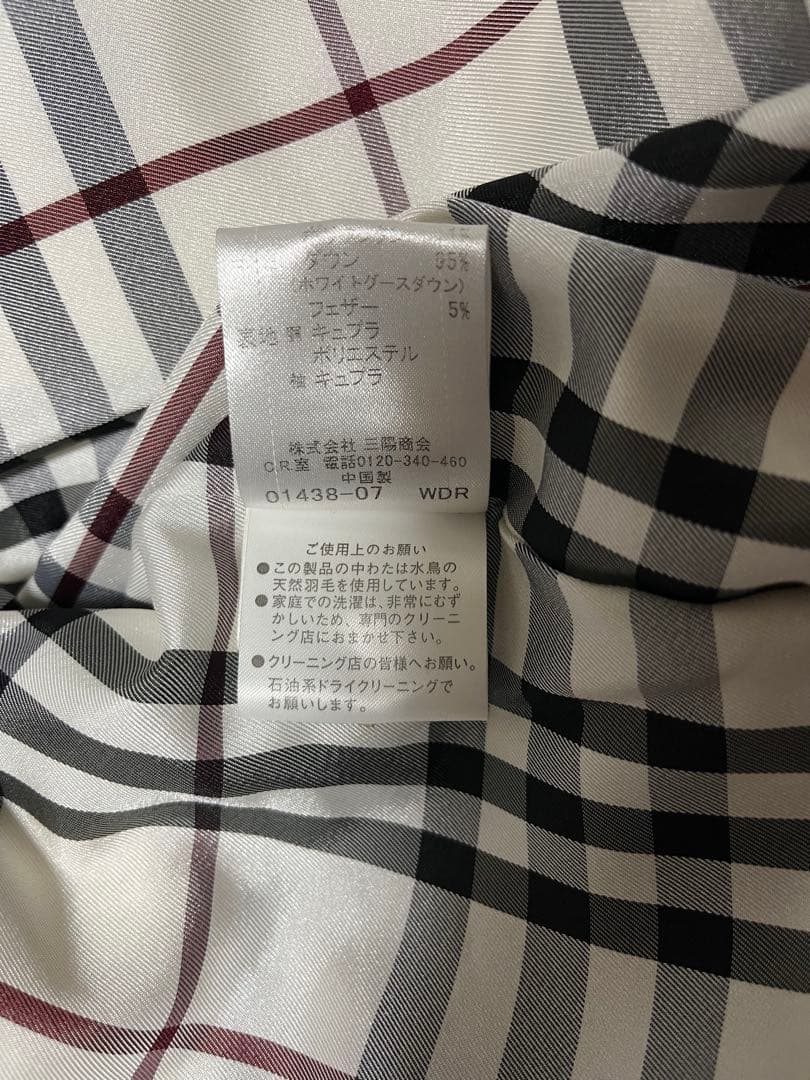 ダウン 95%
(ホワイトグースダウン)
フェザー 5%
裏地 胴 キュプラ
ポリエステル
袖 キュプラ
株式会社 三陽商会
C.R.室 電話0120-340-460
中国製
01438-07 WDR
ご使用上のお願い
●この製品の中わたは水鳥の
天然羽毛を使用しています。
●家庭での洗濯は、非常にむず
かしいため、専門のクリーニ
ング店におまかせ下さい。
●クリーニング店の皆様へお願い。
石油系ドライクリーニングで
お願いします。